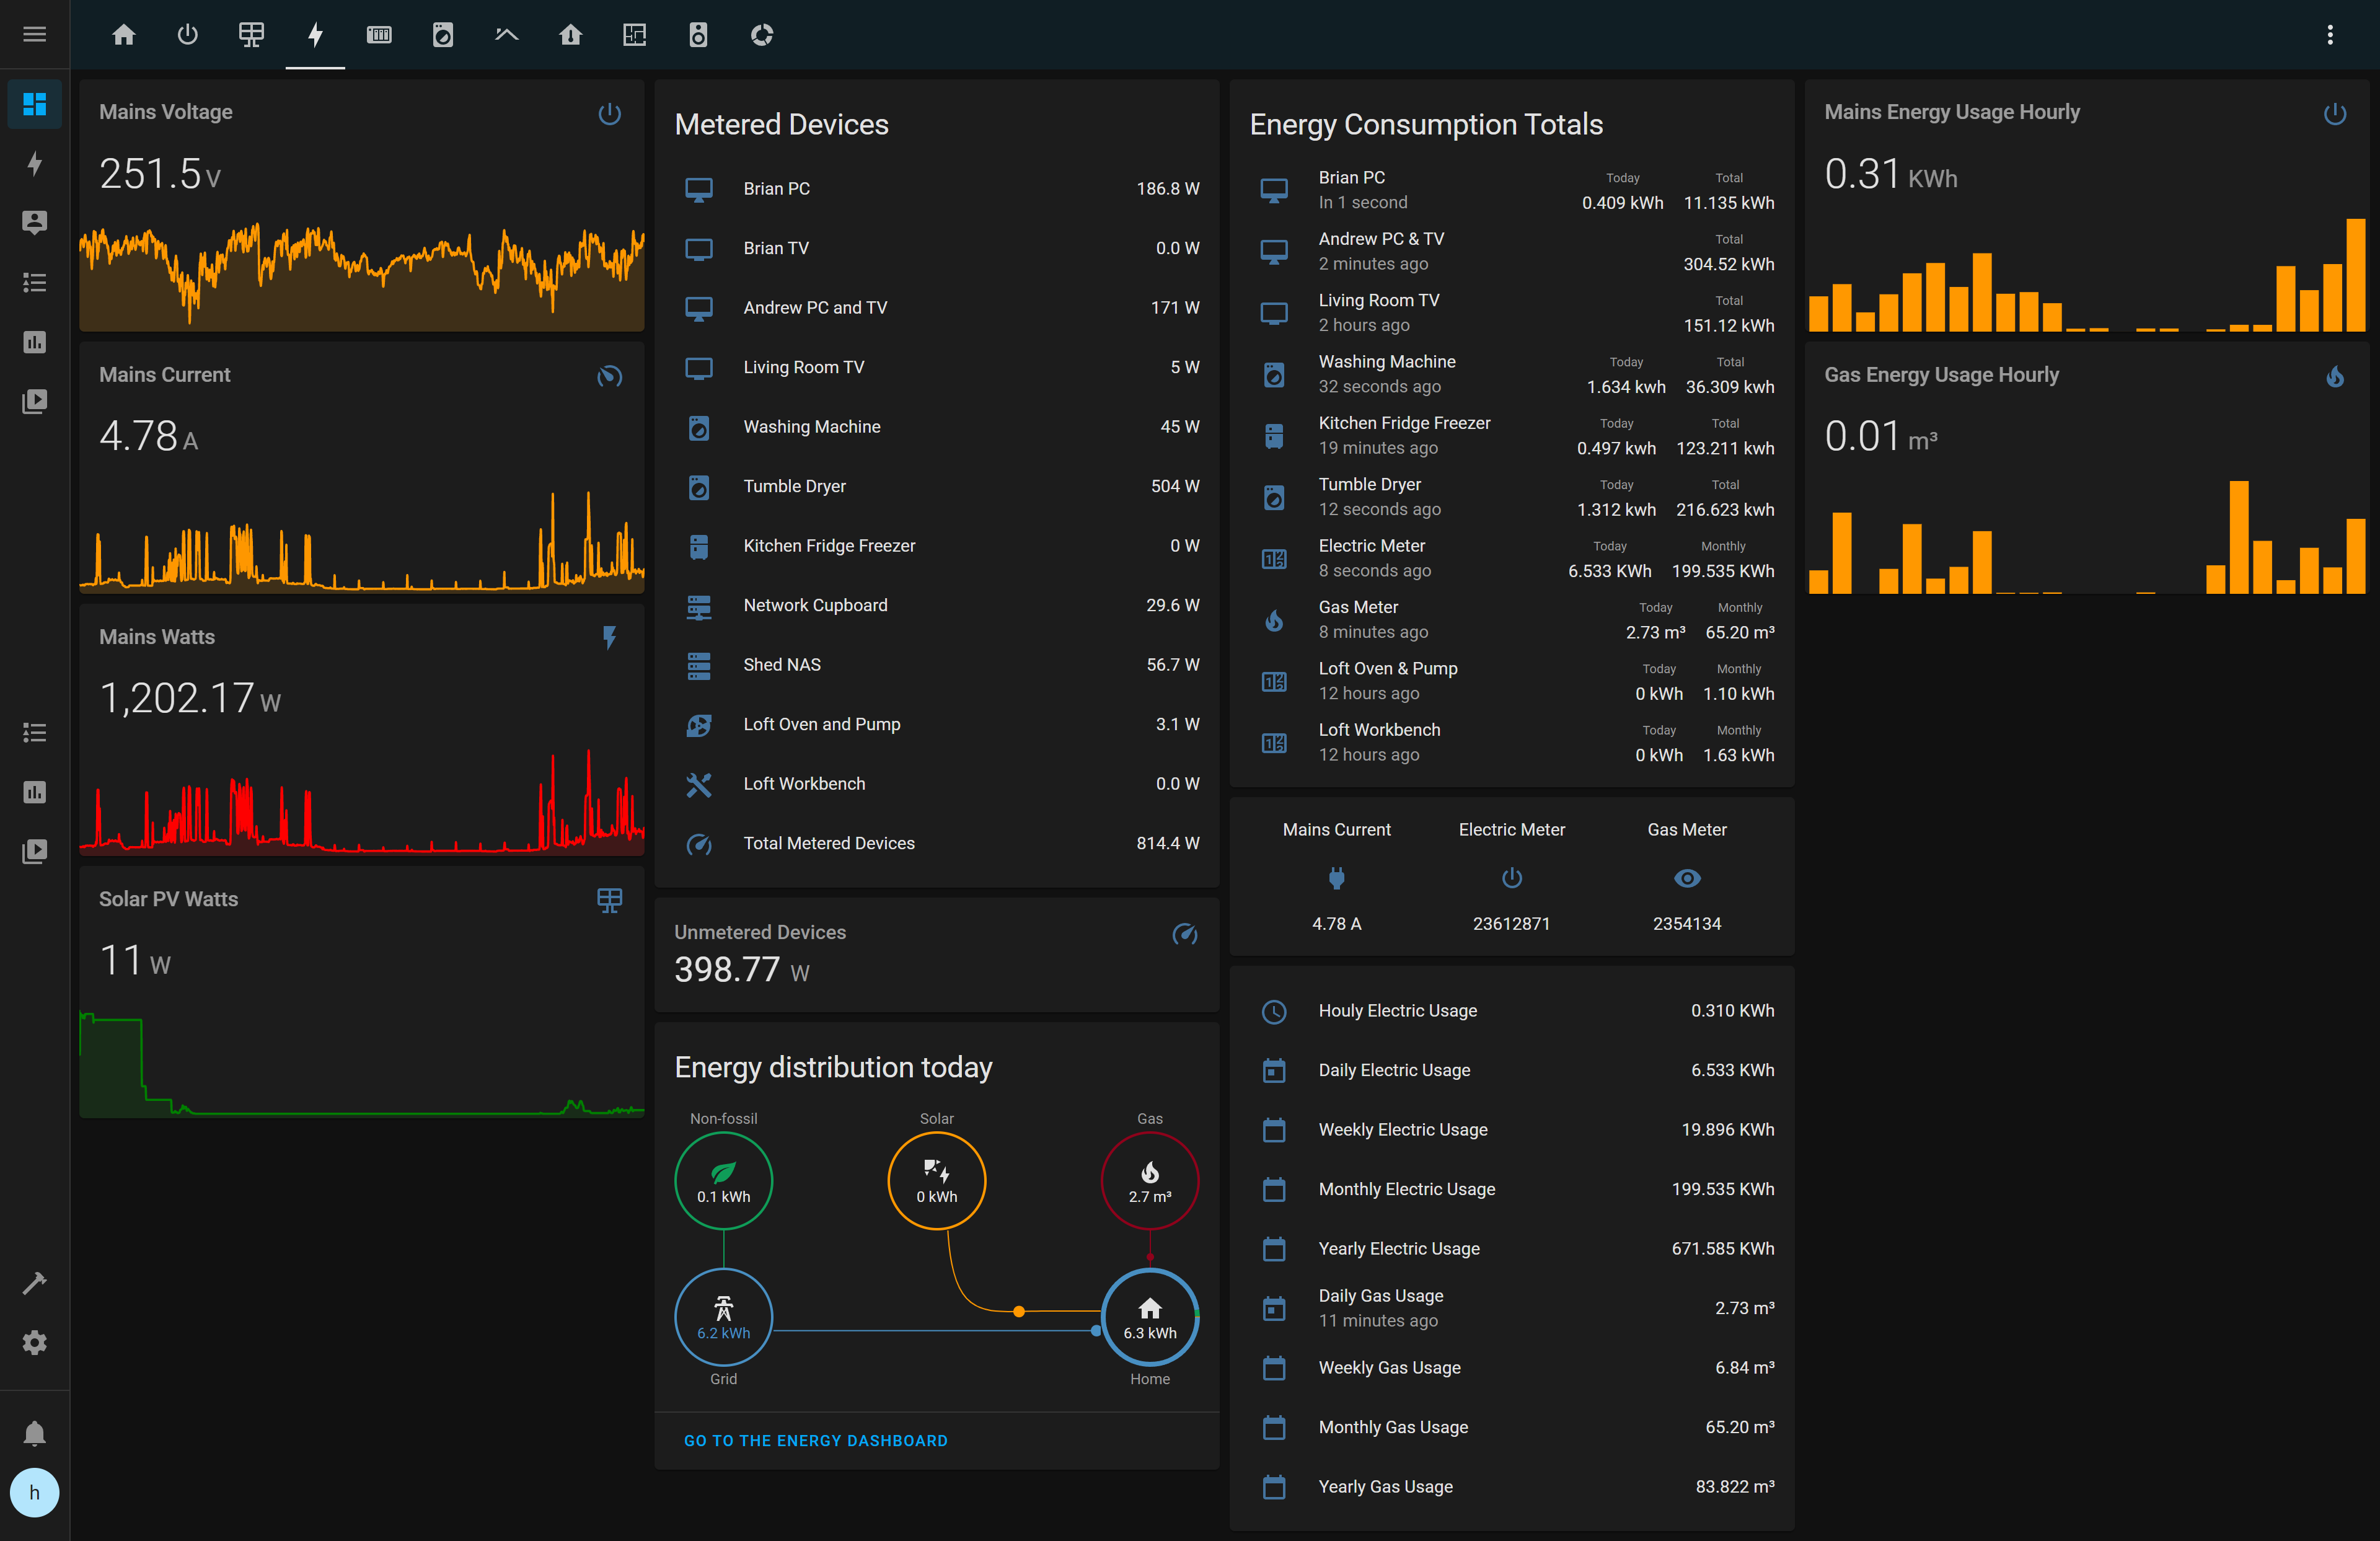 Mains Voltage
251.5 V
Mains Current
4.78 A
Mains Watts
1,202.17 W
Solar PV Watts
11 W
Metered Devices
Brian PC 186.8 W
Brian TV 0.0 W
Andrew PC and TV 171 W
Living Room TV 5 W
Washing Machine 45 W
Tumble Dryer 504 W
Kitchen Fridge Freezer 0 W
Network Cupboard 29.6 W
Shed NAS 56.7 W
Loft Oven and Pump 3.1 W
Loft Workbench 0.0 W
Total Metered Devices 814.4 W
Unmetered Devices
398.77 W
Energy distribution today
Non-fossil Solar Gas
0.1 kWh 0 kWh 2.7 m³
6.2 kWh 6.3 kWh
Grid Home
GO TO THE ENERGY DASHBOARD
Energy Consumption Totals
Brian PC Today Total
In 1 second 0.409 kWh 11.135 kWh
Andrew PC & TV Total
2 minutes ago 304.52 kWh
Living Room TV Total
2 hours ago 151.12 kWh
Washing Machine Today Total
32 seconds ago 1.634 kwh 36.309 kwh
Kitchen Fridge Freezer Today Total
19 minutes ago 0.497 kwh 123.211 kwh
Tumble Dryer Today Total
12 seconds ago 1.312 kwh 216.623 kwh
Electric Meter Today Monthly
8 seconds ago 6.533 KWh 199.535 KWh
Gas Meter Today Monthly
8 minutes ago 2.73 m³ 65.20 m³
Loft Oven & Pump Today Monthly
12 hours ago 0 kWh 1.10 kWh
Loft Workbench Today Monthly
12 hours ago 0 kWh 1.63 kWh
Mains Current Electric Meter Gas Meter
4.78 A 23612871 2354134
Houly Electric Usage 0.310 KWh
Daily Electric Usage 6.533 KWh
Weekly Electric Usage 19.896 KWh
Monthly Electric Usage 199.535 KWh
Yearly Electric Usage 671.585 KWh
Daily Gas Usage 2.73 m³
11 minutes ago
Weekly Gas Usage 6.84 m³
Monthly Gas Usage 65.20 m³
Yearly Gas Usage 83.822 m³
Mains Energy Usage Hourly
0.31 KWh
Gas Energy Usage Hourly
0.01 m³
h